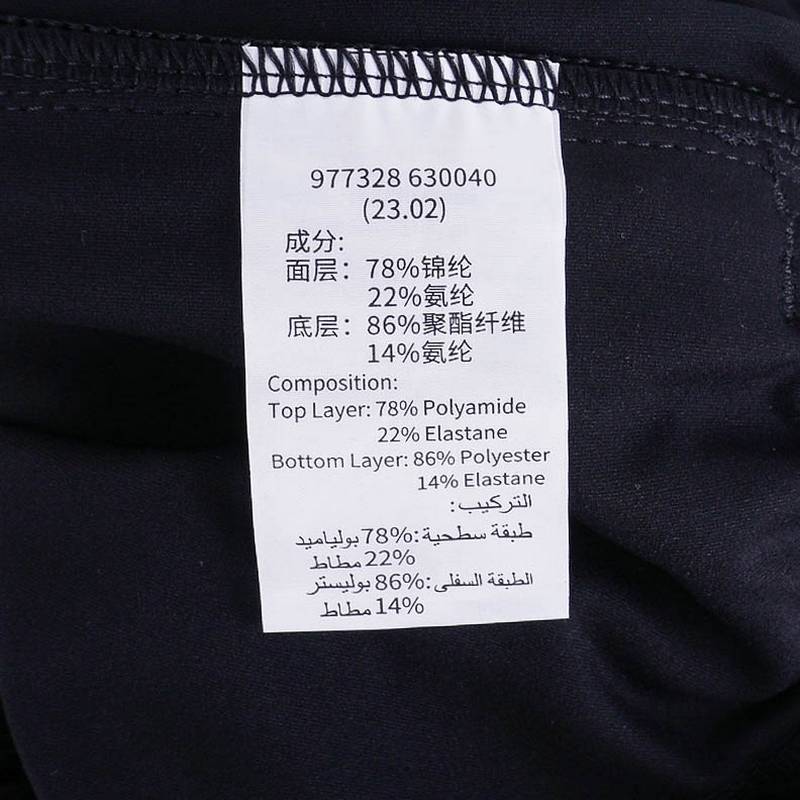 977328 630040
(23.02)
成分:
面层：78%锦纶
22%氨纶
底层：86%聚酯纤维
14%氨纶
Composition:
Top Layer: 78% Polyamide
22% Elastane
Bottom Layer: 86% Polyester
14% Elastane
التركيب:
طبقة سطحية:78%بولياميد
22% مطاط
الطبقة السفلى:86%بوليستر
14% مطاط